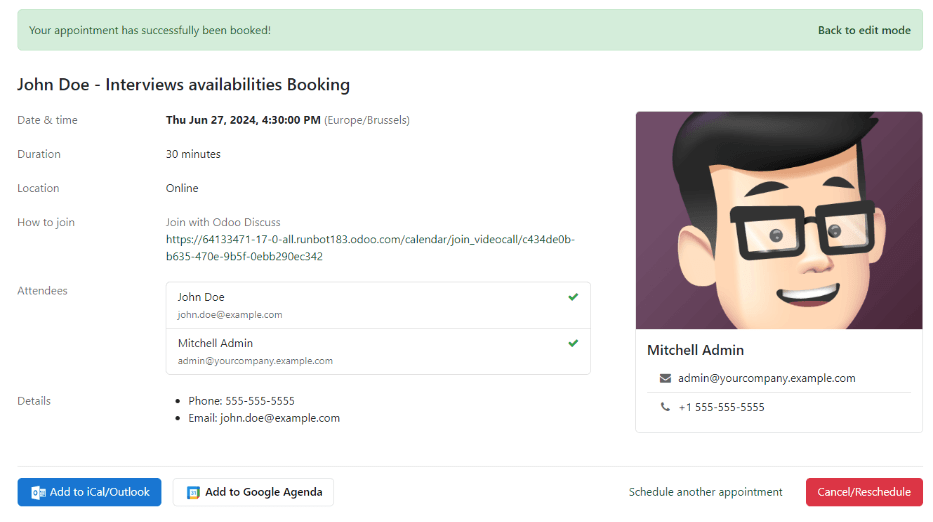 Your appointment has successfully been booked!
Back to edit mode
John Doe - Interviews availabilities Booking
Date & time
Thu Jun 27, 2024, 4:30:00 PM (Europe/Brussels)
Duration
30 minutes
Location
Online
How to join
Join with Odoo Discuss
https://64133471-17-0-all.runbot183.odoo.com/calendar/join_videocall/c434de0b-
b635-470e-9b5f-0ebb290ec342
Attendees
John Doe
john.doe@example.com
Mitchell Admin
admin@yourcompany.example.com
Details
Phone: 555-555-5555
Email: john.doe@example.com
Mitchell Admin
admin@yourcompany.example.com
+1 555-555-5555
Add to iCal/Outlook
Add to Google Agenda
Schedule another appointment
Cancel/Reschedule